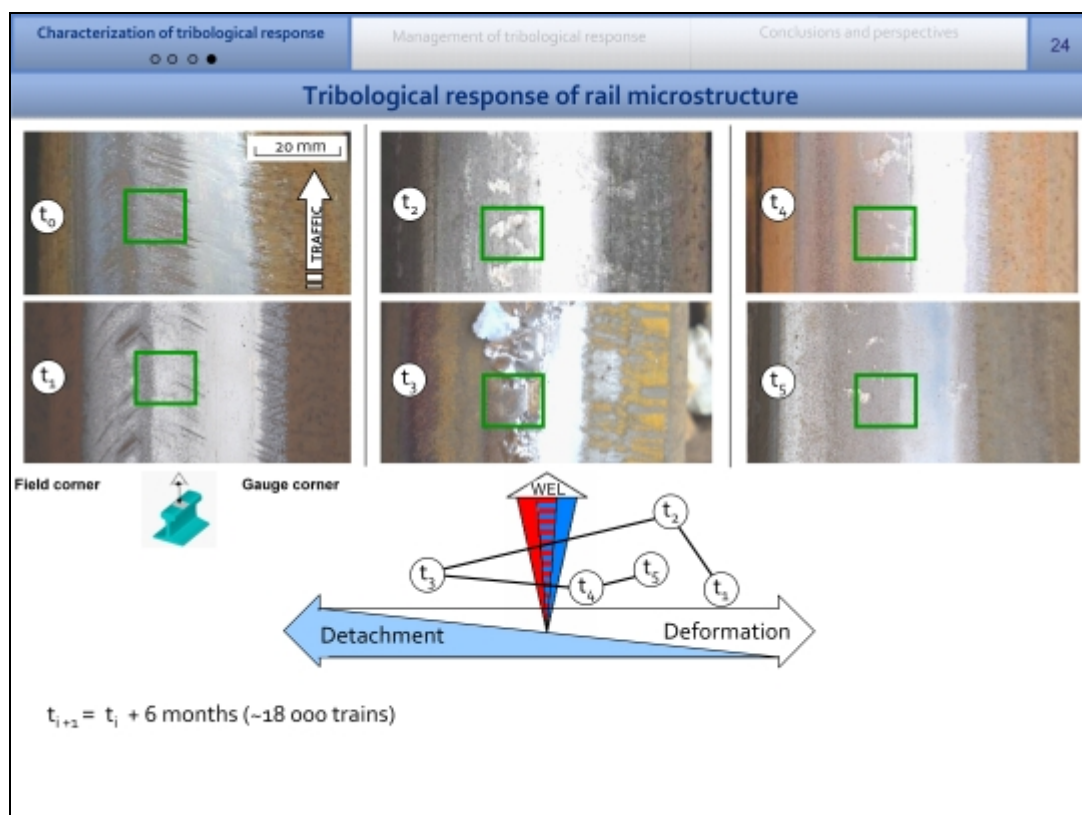 Characterization of tribological response
Management of tribological response
Conclusions and perspectives
24
Tribological response of rail microstructure
20 mm
TRAFFIC
t0
t2
t4
t1
t3
t5
Field corner
Gauge corner
WEL
t2
t3
t4
t5
t1
Detachment
Deformation
ti+1 = ti + 6 months (~18 000 trains)